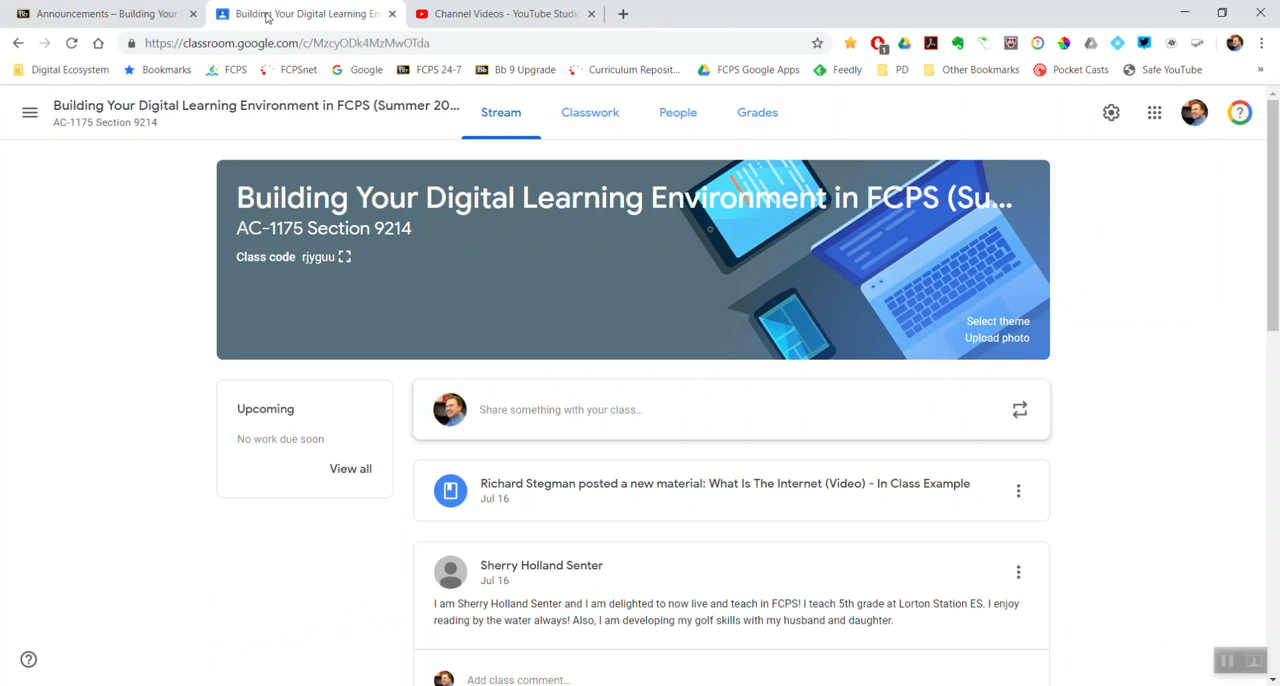 Announcements – Building Your
Building Your Digital Learning En
Channel Videos - YouTube Studio
https://classroom.google.com/c/MzcyODk4MzMwOTda
1
Digital Ecosystem
Bookmarks
FCPS
FCPSnet
Google
Bb FCPS 24-7
Bb Bb 9 Upgrade
Curriculum Reposit...
FCPS Google Apps
Feedly
PD
Other Bookmarks
Pocket Casts
Safe YouTube
»
Building Your Digital Learning Environment in FCPS (Summer 20...
AC-1175 Section 9214
Stream
Classwork
People
Grades
Building Your Digital Learning Environment in FCPS (Su...
AC-1175 Section 9214
Class code rjyguu
Select theme
Upload photo
Upcoming
No work due soon
View all
Share something with your class...
Richard Stegman posted a new material: What Is The Internet (Video) - In Class Example
Jul 16
Sherry Holland Senter
Jul 16
I am Sherry Holland Senter and I am delighted to now live and teach in FCPS! I teach 5th grade at Lorton Station ES. I enjoy
reading by the water always! Also, I am developing my golf skills with my husband and daughter.
Add class comment...